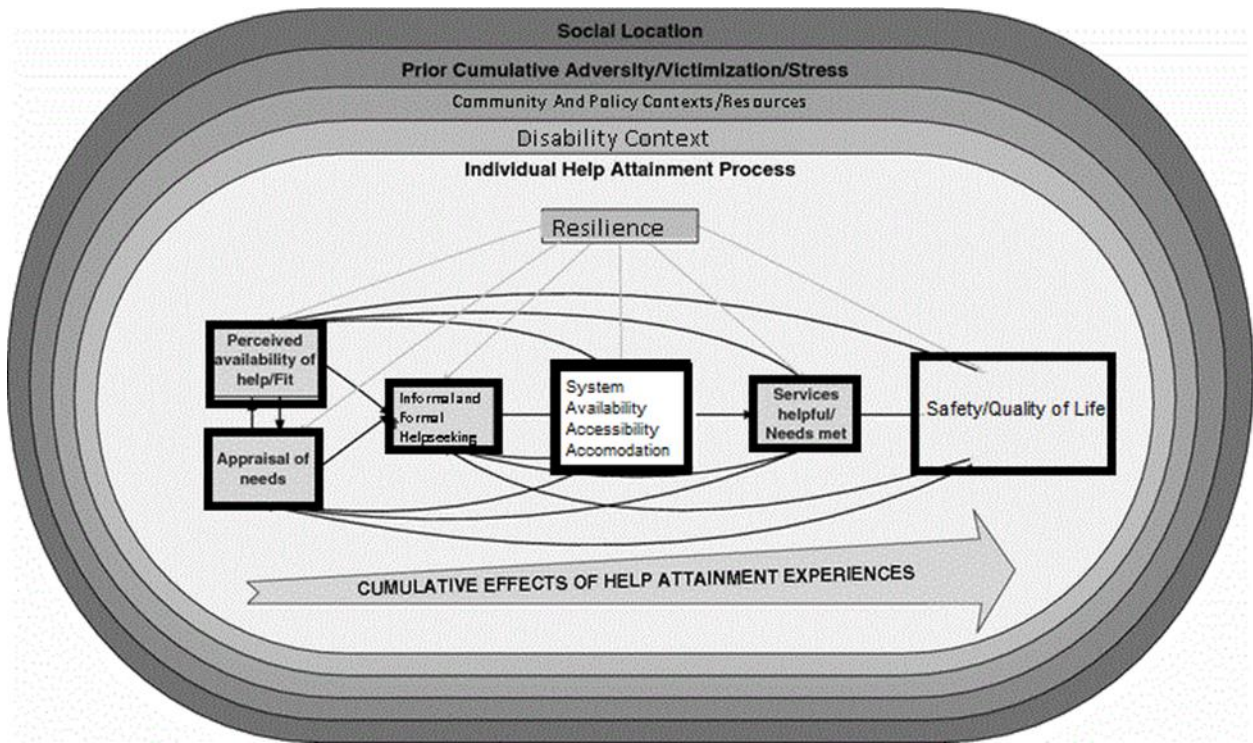 Social Location
Prior Cumulative Adversity/Victimization/Stress
Community And Policy Contexts/Resources
Disability Context
Individual Help Attainment Process
Resilience
Perceived
availability of
help/Fit
Appraisal of
needs
Informal and
Formal
Helpseeking
System
Availability
Accessibility
Accomodation
Services
helpful/
Needs met
Safety/Quality of Life
CUMULATIVE EFFECTS OF HELP ATTAINMENT EXPERIENCES